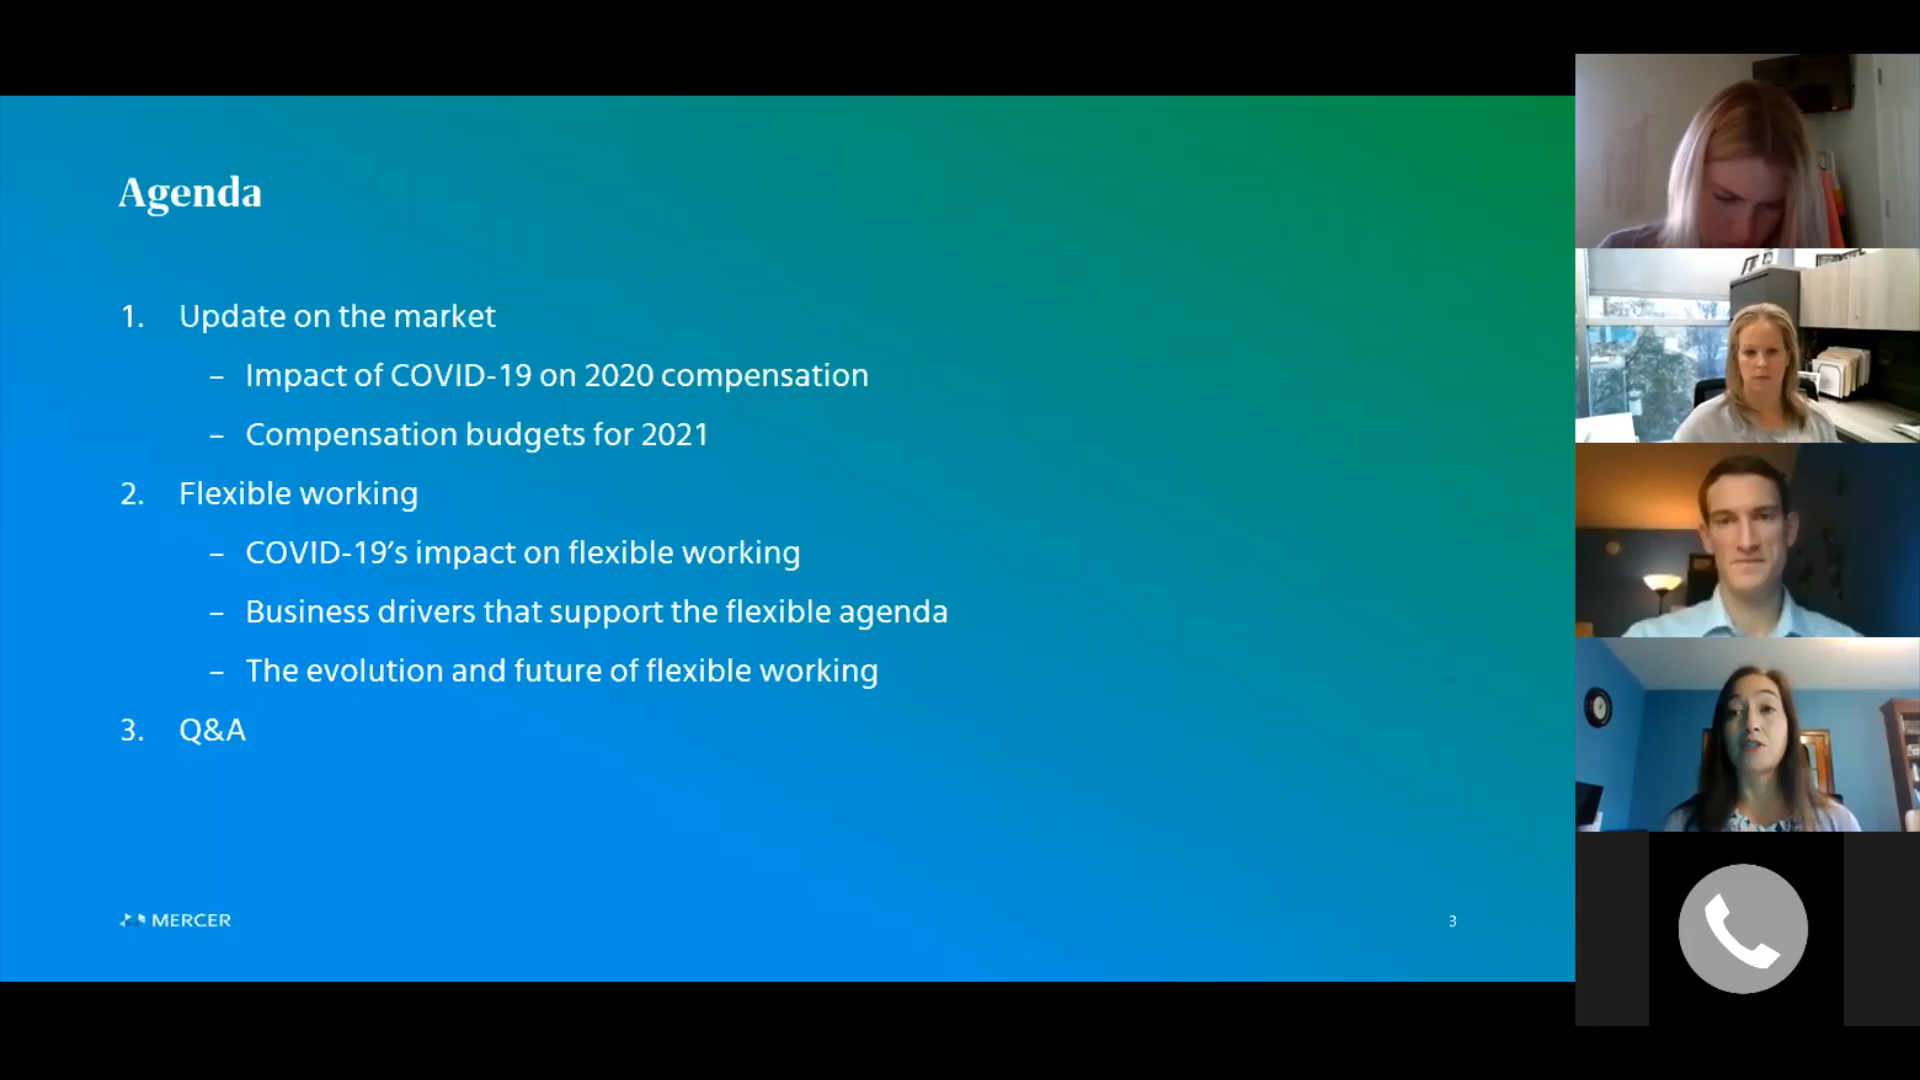 Agenda
1. Update on the market
– Impact of COVID-19 on 2020 compensation
– Compensation budgets for 2021
2. Flexible working
– COVID-19’s impact on flexible working
– Business drivers that support the flexible agenda
– The evolution and future of flexible working
3. Q&A
MERCER
3